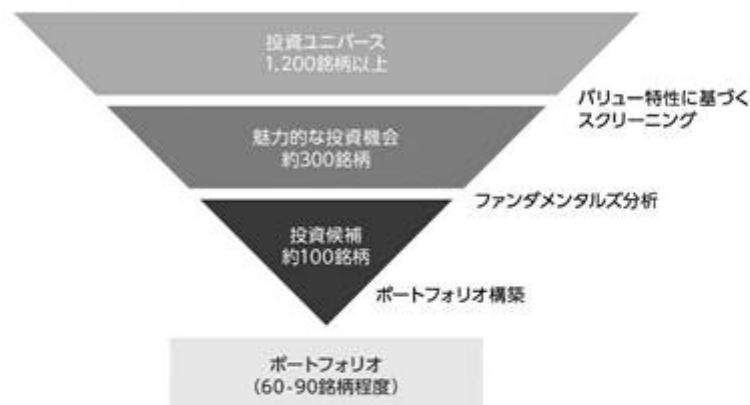 投資ユニバース
1,200銘柄以上
バリュー特性に基づく
スクリーニング
魅力的な投資機会
約300銘柄
ファンダメンタルズ分析
投資候補
約100銘柄
ポートフォリオ構築
ポートフォリオ
（60-90銘柄程度）